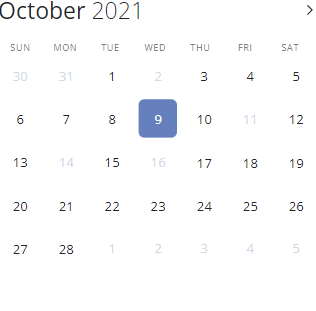 October 2021
SUN MON TUE WED THU FRI SAT
30 31 1 2 3 4 5
6 7 8 9 10 11 12
13 14 15 16 17 18 19
20 21 22 23 24 25 26
27 28 1 2 3 4 5